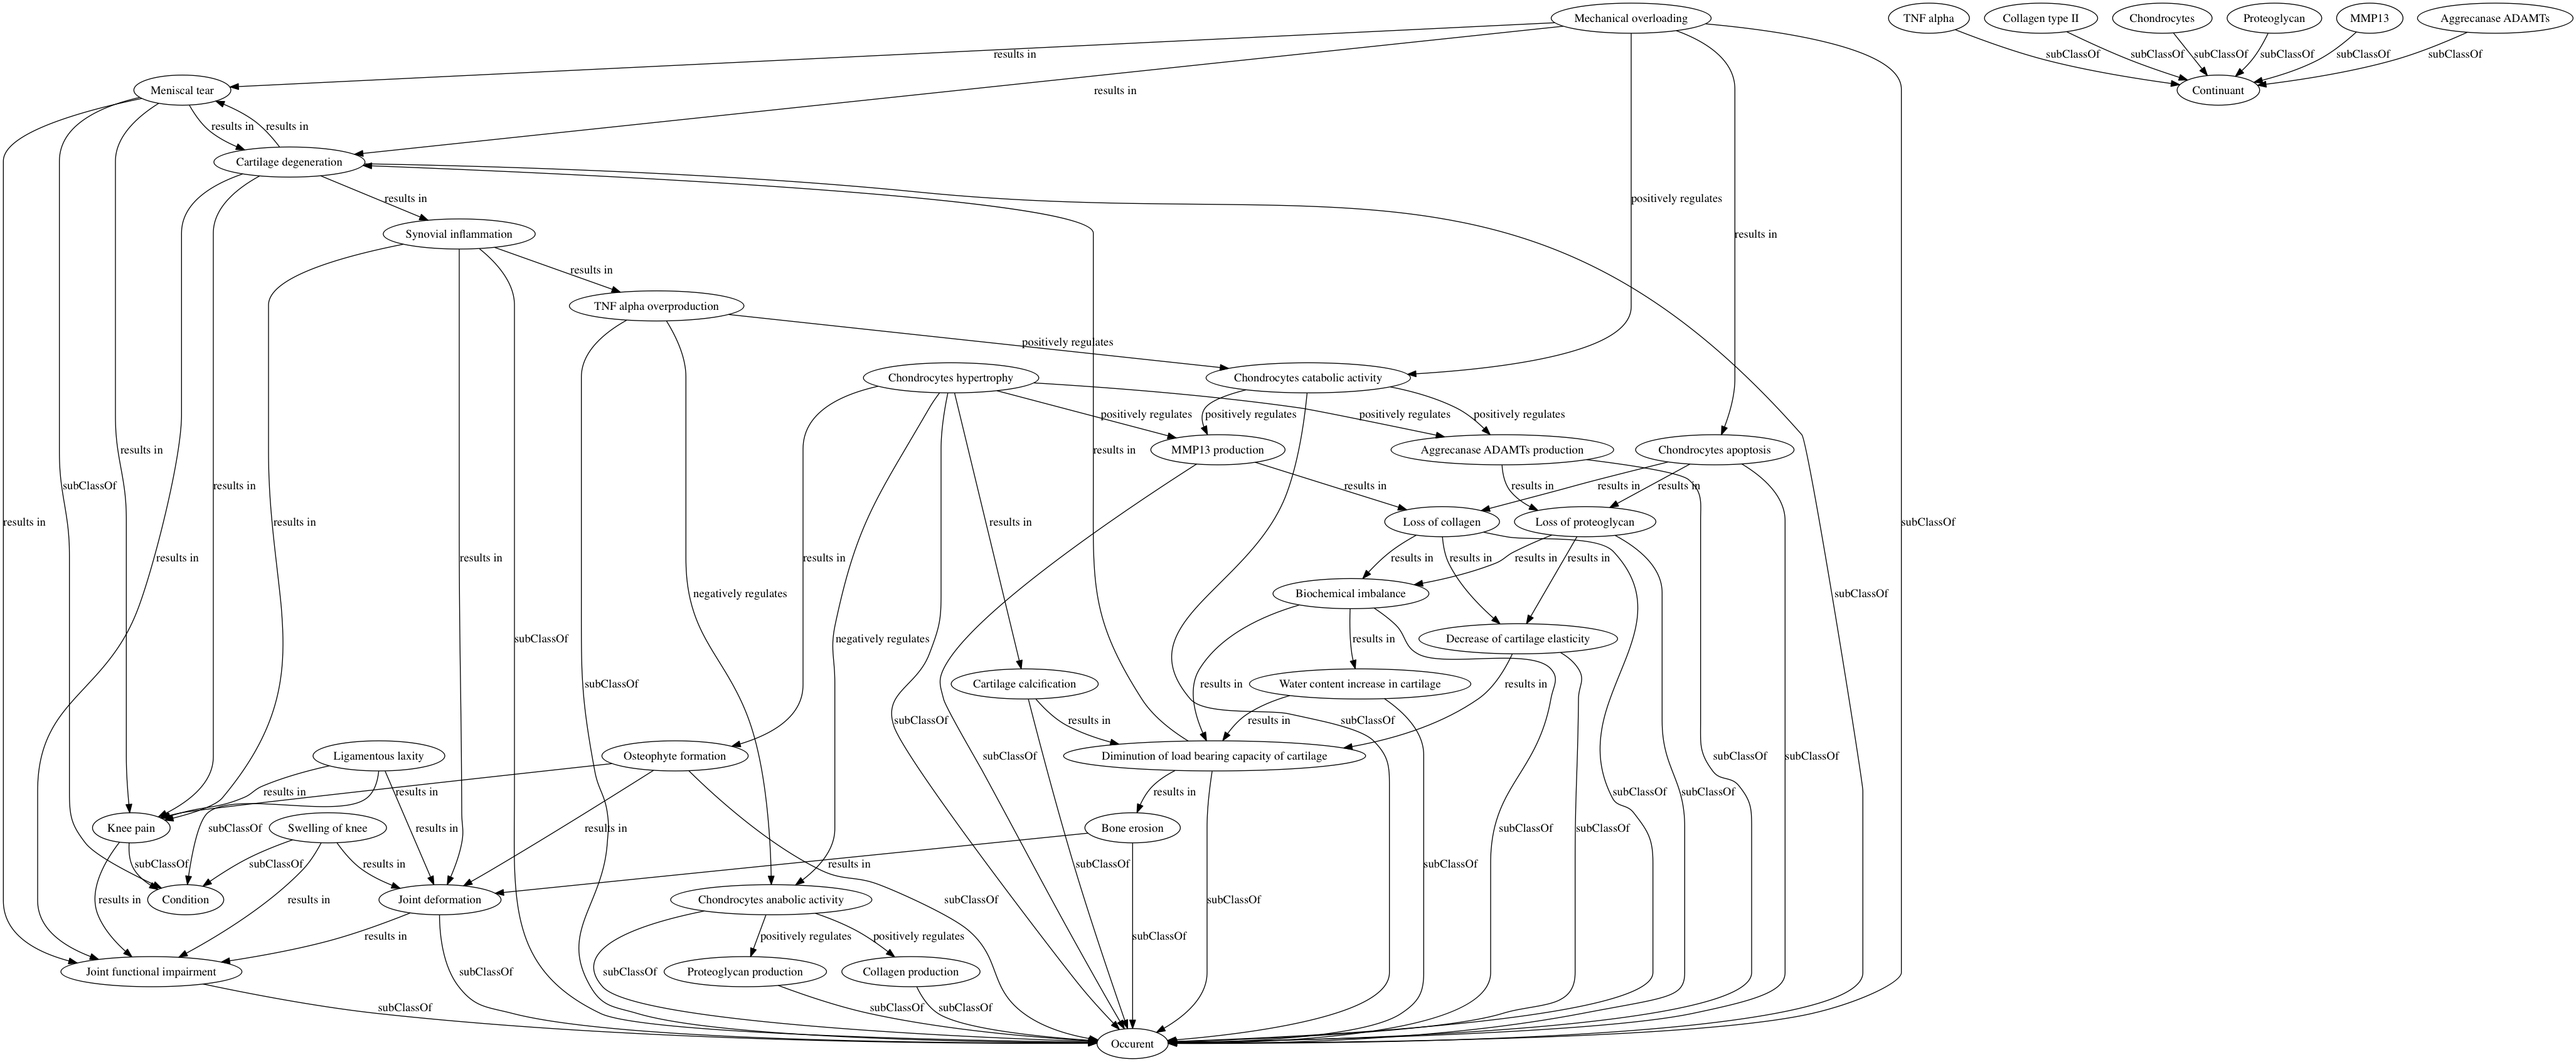 Mechanical overloading
TNF alpha
Collagen type II
Chondrocytes
Proteoglycan
MMP13
Aggrecanase ADAMTs
results in
subClassOf
subClassOf
subClassOf
subClassOf
subClassOf
subClassOf
Meniscal tear
results in
Continuant
results in
results in
Cartilage degeneration
results in
positively regulates
Synovial inflammation
results in
results in
TNF alpha overproduction
positively regulates
Chondrocytes hypertrophy
Chondrocytes catabolic activity
positively regulates
positively regulates
positively regulates
positively regulates
results in
results in
MMP13 production
Aggrecanase ADAMTs production
Chondrocytes apoptosis
subClassOf
results in
results in
results in
results in
results in
results in
results in
Loss of collagen
Loss of proteoglycan
subClassOf
results in
results in
results in
results in
results in
results in
results in
negatively regulates
Biochemical imbalance
subClassOf
subClassOf
negatively regulates
results in
Decrease of cartilage elasticity
subClassOf
Cartilage calcification
results in
Water content increase in cartilage
results in
subClassOf
results in
subClassOf
results in
Ligamentous laxity
Osteophyte formation
subClassOf
Diminution of load bearing capacity of cartilage
subClassOf
subClassOf
results in
results in
results in
subClassOf
subClassOf
Knee pain
subClassOf
Swelling of knee
results in
results in
Bone erosion
subClassOf
subClassOf
subClassOf
subClassOf
results in
results in
subClassOf
subClassOf
results in
results in
Condition
Joint deformation
Chondrocytes anabolic activity
subClassOf
subClassOf
results in
positively regulates
positively regulates
subClassOf
Joint functional impairment
subClassOf
subClassOf
Proteoglycan production
Collagen production
subClassOf
subClassOf
subClassOf
Occurent